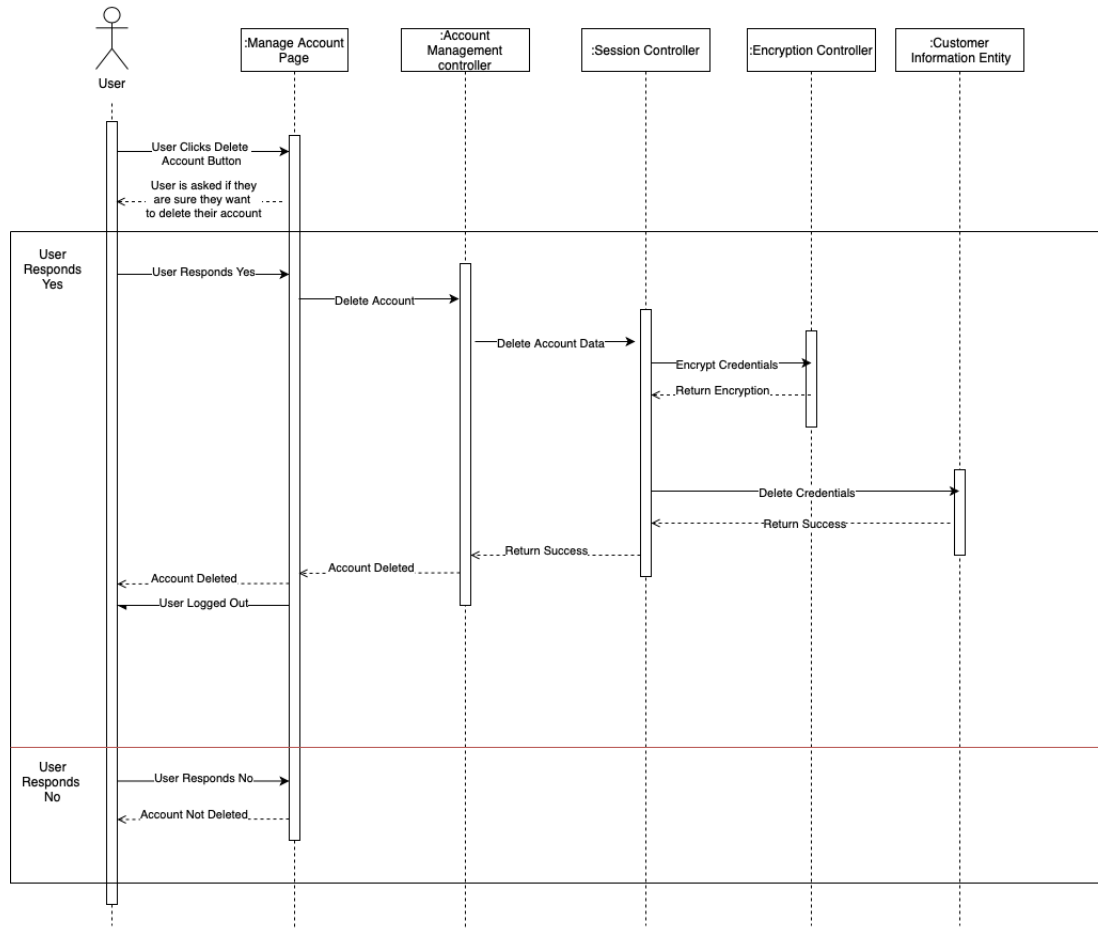 :Manage Account
Page
:Account
Management
controller
:Session Controller
:Encryption Controller
:Customer
Information Entity
User
User Clicks Delete
Account Button
User is asked if they
are sure they want
to delete their account
User
Responds
Yes
User Responds Yes
Delete Account
Delete Account Data
Encrypt Credentials
Return Encryption
Delete Credentials
Return Success
Return Success
Account Deleted
Account Deleted
User Logged Out
User
Responds
No
User Responds No
Account Not Deleted